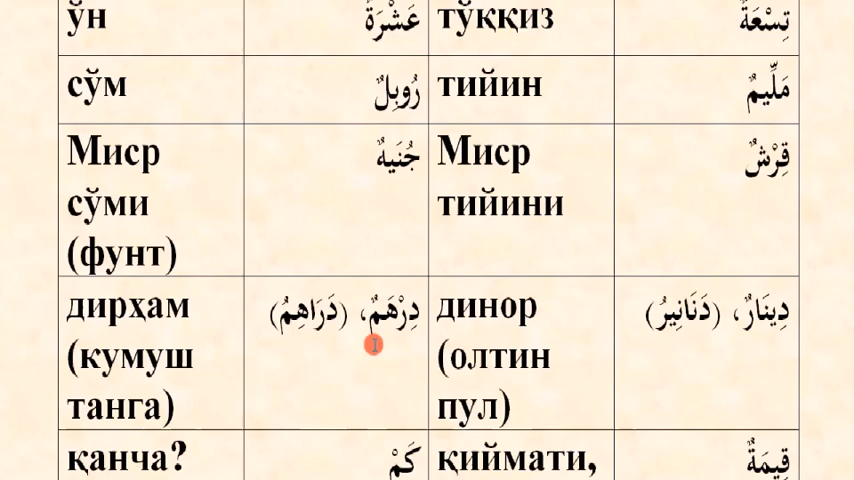 ўн عَشْرَةٌ тўққиз تِسْعَةٌ
сўм رُوبِلٌ тийин مَلِّيمٌ
Миср جُنَيهٌ Миср قِرْشٌ
сўми тийини
(фунт)
дирҳам دِرْهَمٌ، (دَرَاهِمُ) динор دِينَارٌ، (دَنَانِيرُ)
(кумуш (олтин
танга) пул)
қанча? كَمْ қиймати, قِيمَةٌ